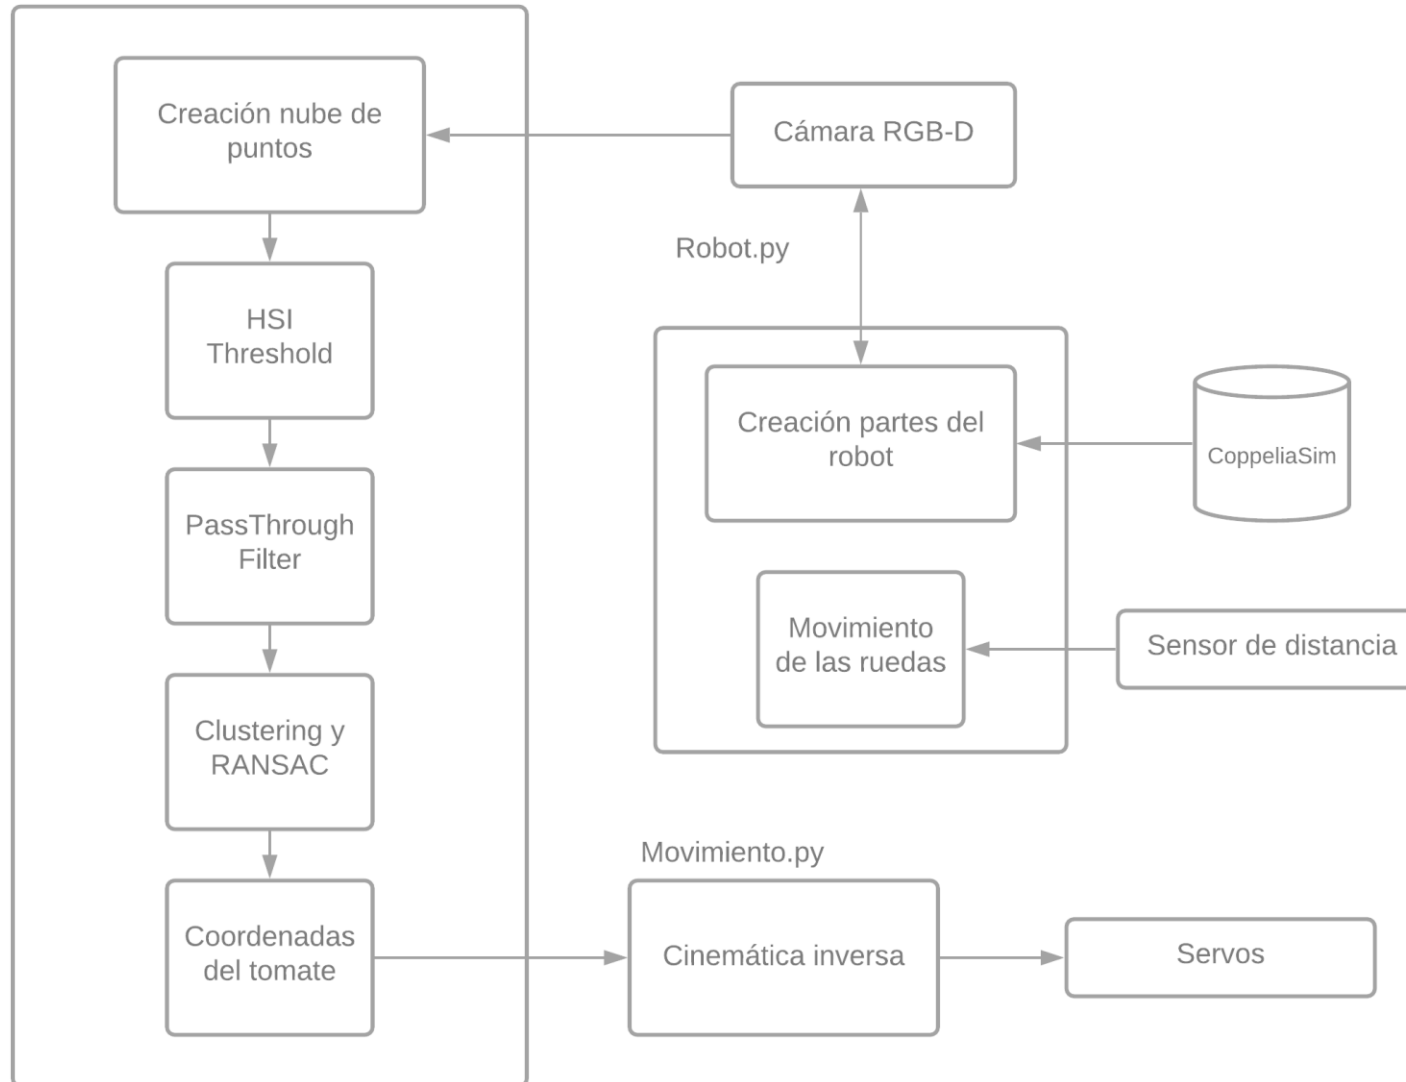 Creación nube de
puntos
Cámara RGB-D
Robot.py
HSI
Threshold
Creación partes del
robot
CoppeliaSim
PassThrough
Filter
Movimiento
de las ruedas
Sensor de distancia
Clustering y
RANSAC
Movimiento.py
Coordenadas
del tomate
Cinemática inversa
Servos